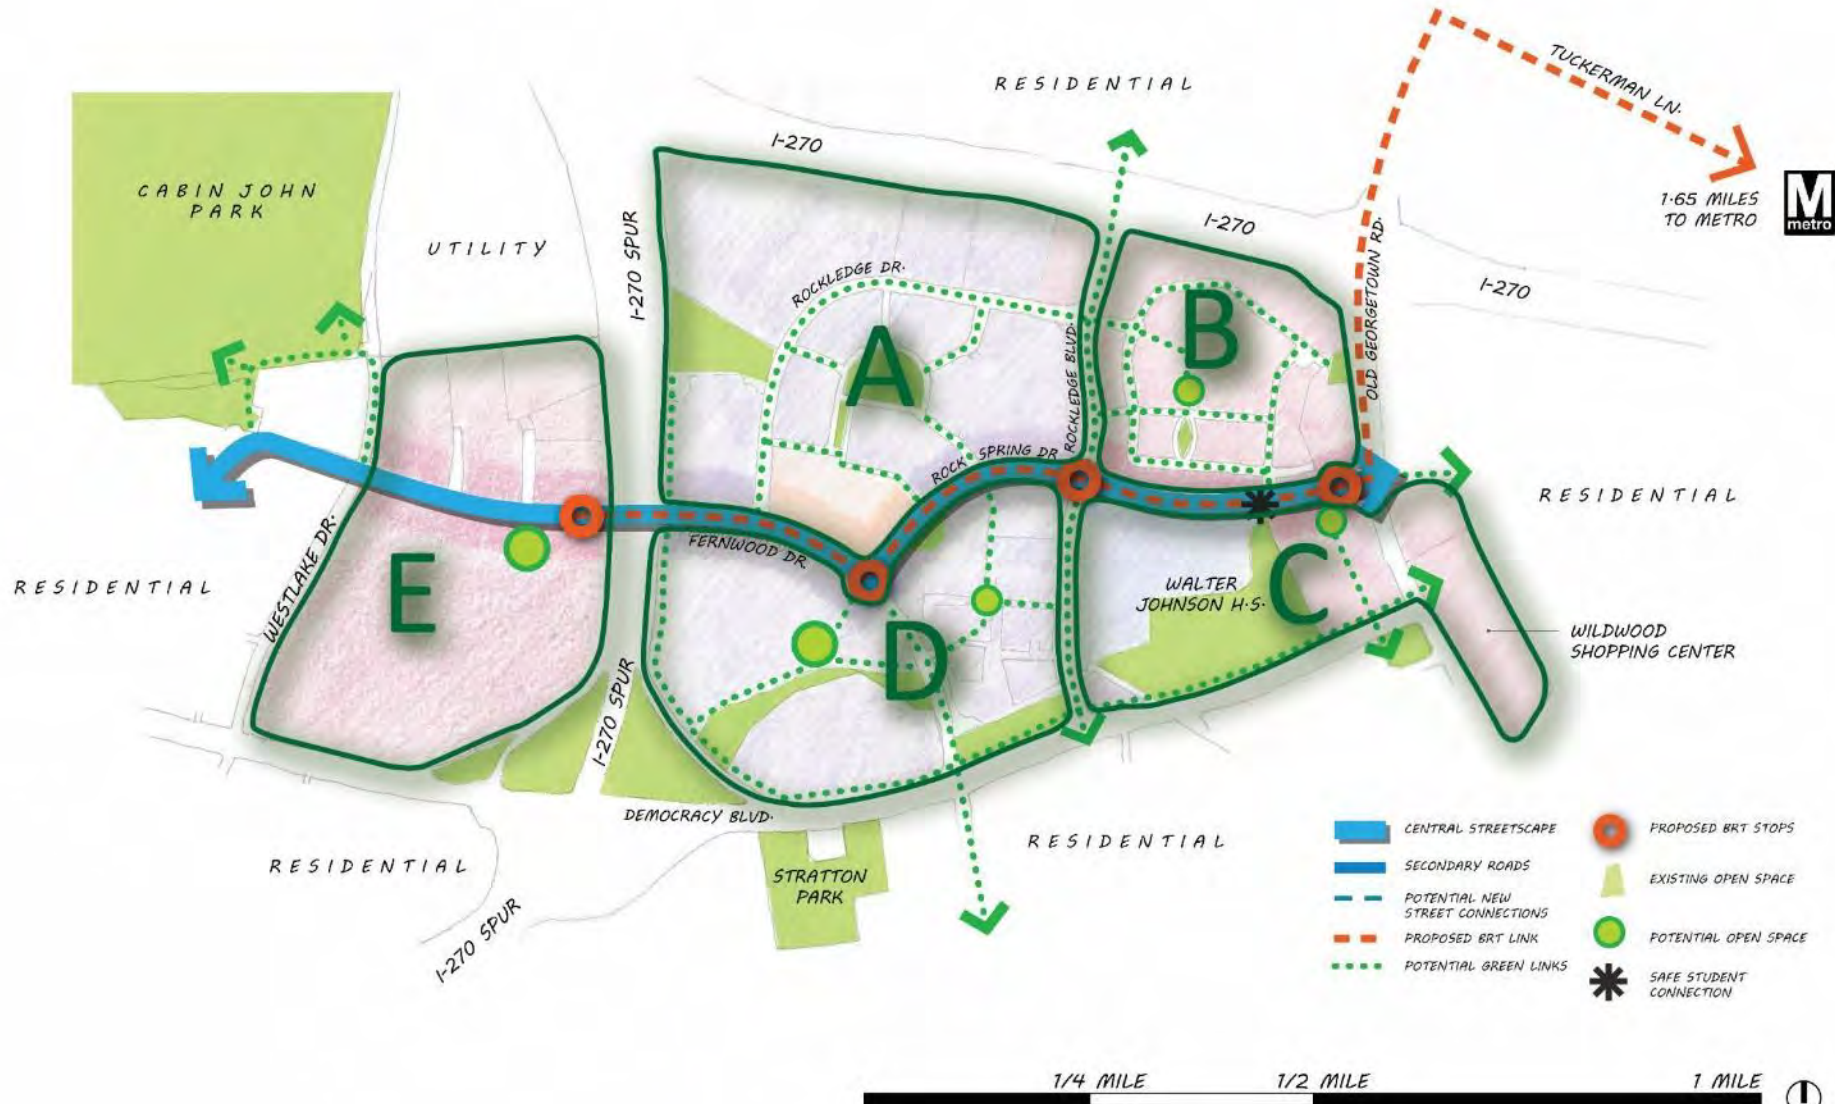 RESIDENTIAL
TUCKERMAN LN.
I-270
CABIN JOHN
PARK
1.65 MILES
TO METRO
M
metro
UTILITY
I-270 SPUR
I-270
OLD GEORGETOWN RD.
I-270
ROCKLEDGE DR.
A
B
ROCKLEDGE BLVD.
ROCK SPRING DR
RESIDENTIAL
WESTLAKE DR.
FERNWOOD DR.
RESIDENTIAL
E
WALTER
JOHNSON H.S.
C
D
WILDWOOD
SHOPPING CENTER
I-270 SPUR
DEMOCRACY BLVD.
RESIDENTIAL
RESIDENTIAL
STRATTON
PARK
I-270 SPUR
CENTRAL STREETSCAPE
SECONDARY ROADS
POTENTIAL NEW
STREET CONNECTIONS
PROPOSED BRT LINK
POTENTIAL GREEN LINKS
PROPOSED BRT STOPS
EXISTING OPEN SPACE
POTENTIAL OPEN SPACE
SAFE STUDENT
CONNECTION
1/4 MILE
1/2 MILE
1 MILE